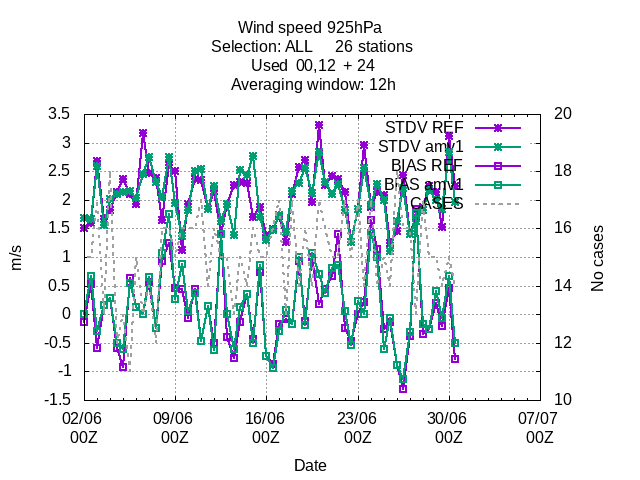 Wind speed 925hPa
Selection: ALL     26 stations
Used  00,12  + 24
Averaging window: 12h
3.5
3
2.5
2
1.5
1
0.5
0
-0.5
-1
-1.5
m/s
20
18
16
14
12
10
No cases
STDV REF
STDV amv1
BIAS REF
BIAS amv1
CASES
02/06 09/06 16/06 23/06 30/06 07/07
00Z 00Z 00Z 00Z 00Z 00Z
Date